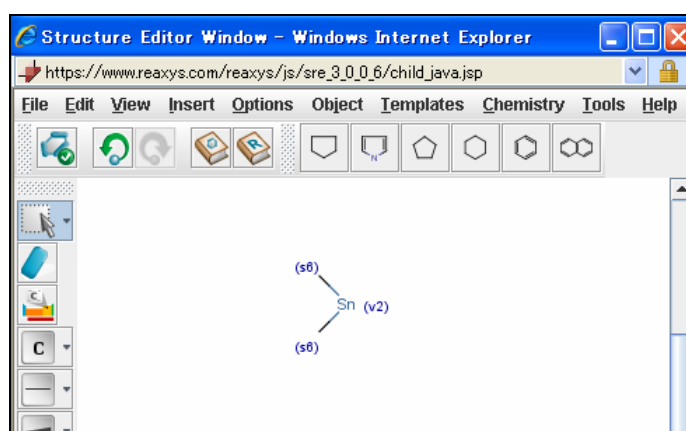 Structure Editor Window - Windows Internet Explorer
https://www.reaxys.com/reaxys/js/sre_3_0_0_6/child_java.jsp
File Edit View Insert Options Object Templates Chemistry Tools Help
R
N
(s6)
Sn (v2)
(s6)
C
C